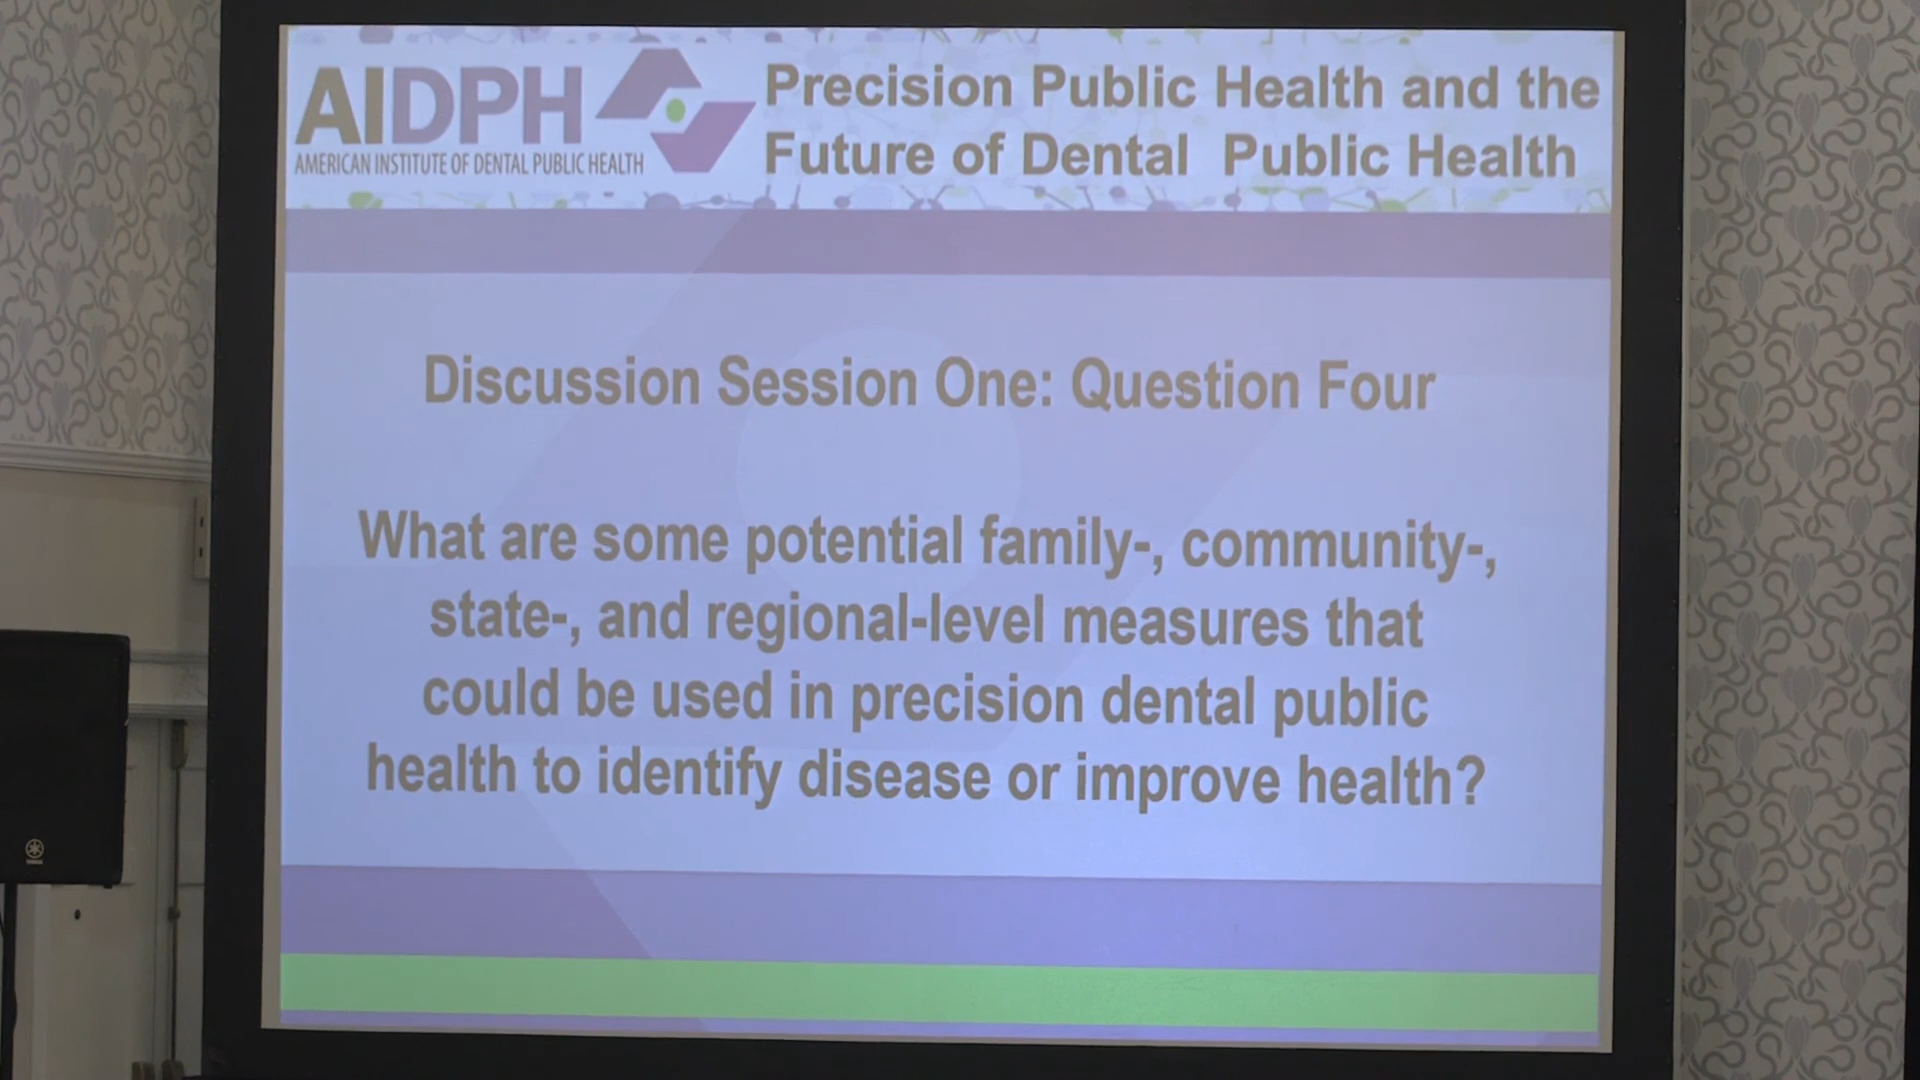 AIDPH
AMERICAN INSTITUTE OF DENTAL PUBLIC HEALTH
Precision Public Health and the
Future of Dental Public Health
Discussion Session One: Question Four
What are some potential family-, community-,
state-, and regional-level measures that
could be used in precision dental public
health to identify disease or improve health?